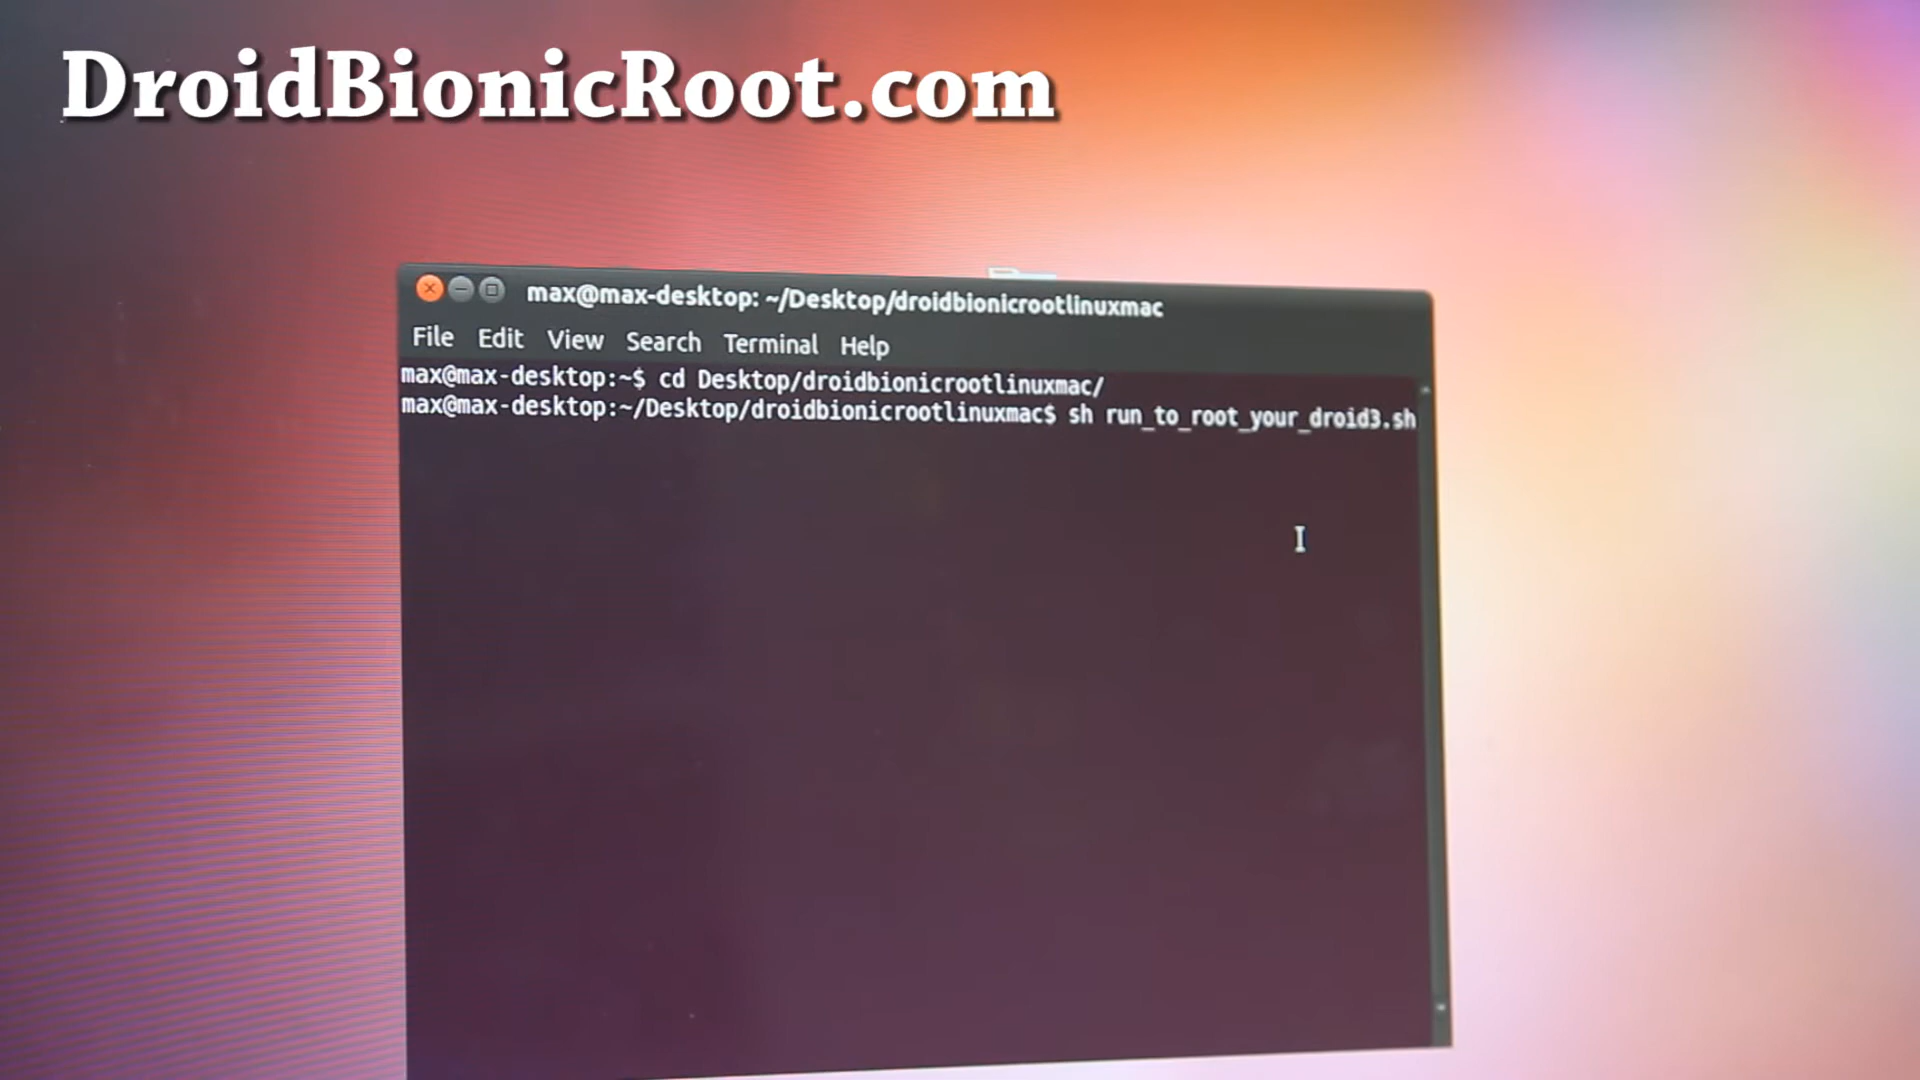 DroidBionicRoot.com
max@max-desktop: ~/Desktop/droidbionicrootlinuxmac
File Edit View Search Terminal Help
max@max-desktop:~$ cd Desktop/droidbionicrootlinuxmac/
max@max-desktop:~/Desktop/droidbionicrootlinuxmac$ sh run_to_root_your_droid3.sh